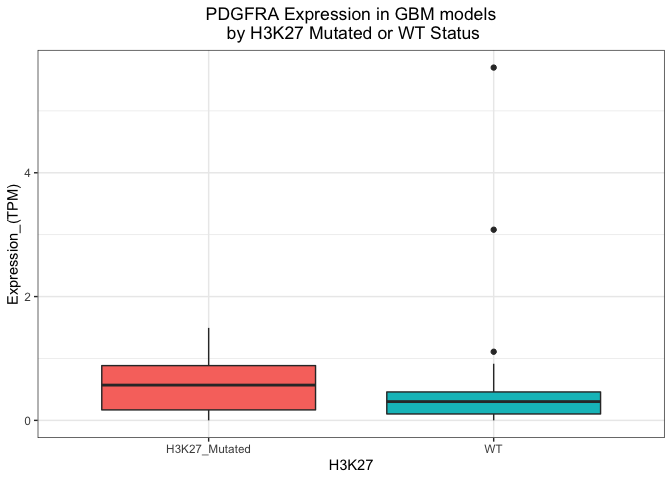 PDGFRA Expression in GBM models
by H3K27 Mutated or WT Status
Expression_(TPM)
4
2
0
H3K27_Mutated
WT
H3K27